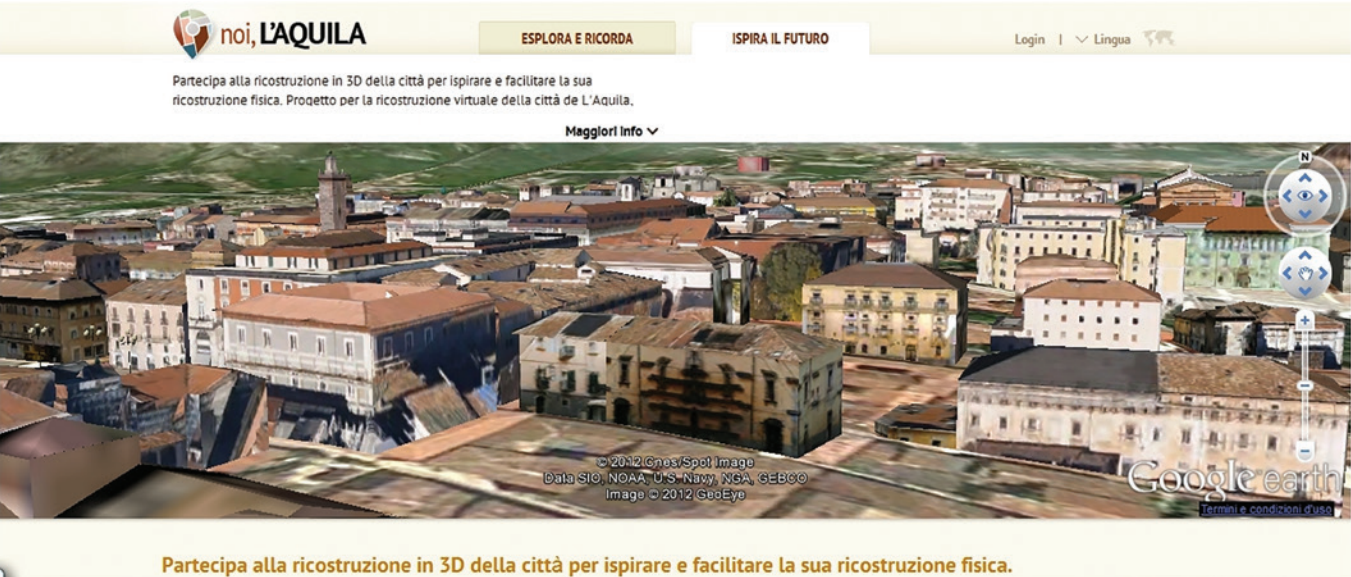 noi, L'AQUILA
ESPLORA E RICORDA
ISPIRA IL FUTURO
Login | Lingua
Partecipa alla ricostruzione in 3D della città per ispirare e facilitare la sua
ricostruzione fisica. Progetto per la ricostruzione virtuale della città de L'Aquila,
Maggiori info
N
© 2012 Cnes/Spot Image
Data SIO, NOAA, U.S. Navy, NGA, GEBCO
Image © 2012 GeoEye
Google earth
Termini e condizioni d'uso
Partecipa alla ricostruzione in 3D della città per ispirare e facilitare la sua ricostruzione fisica.